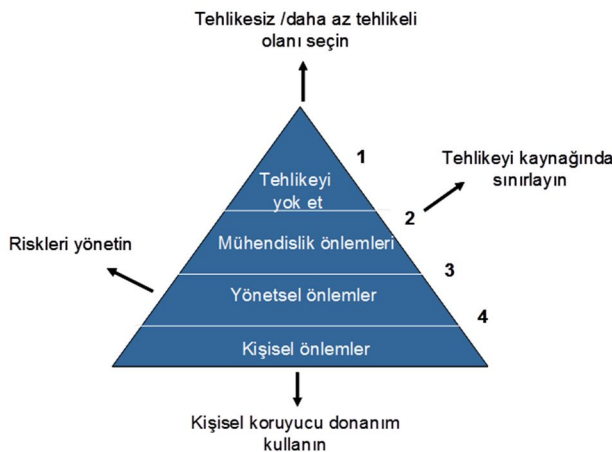 Tehlikesiz /daha az tehlikeli
olanı seçin
1
Tehlikeyi kaynağında
sınırlayın
Tehlikeyi
yok et
2
Riskleri yönetin
Mühendislik önlemleri
3
Yönetsel önlemler
4
Kişisel önlemler
Kişisel koruyucu donanım
kullanın